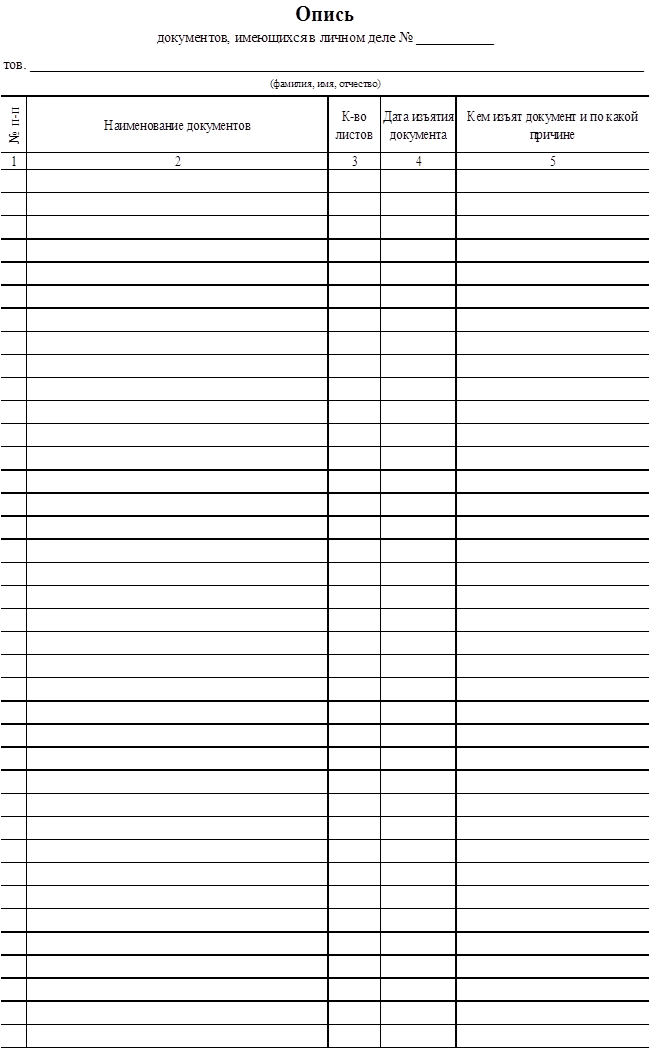 Опись
документов, имеющихся в личном деле № ___________
тов. ______________________________________________
(фамилия, имя, отчество)
№ п-п
Наименование документов
К-во
листов
Дата изъятия
документа
Кем изъят документ и по какой
причине
1 2 3 4 5